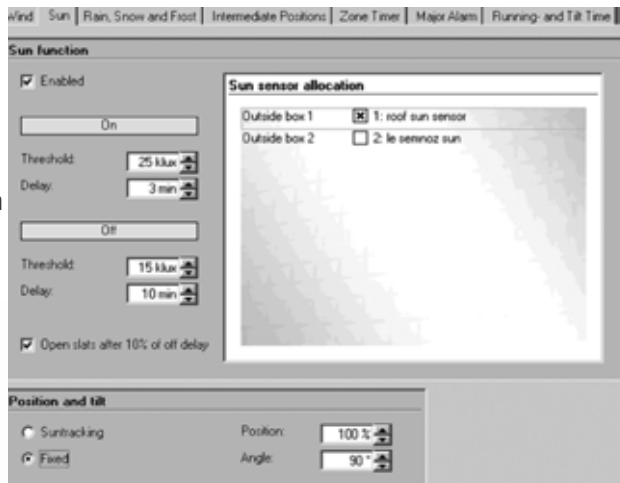 Wind Sun Rain, Snow and Frost Intermediate Positions Zone Timer Major Alarm Running- and Tilt Time
Sun function
Enabled
On
Threshold: 25 klux
Delay: 3 min
Off
Threshold: 15 klux
Delay: 10 min
Open slats after 10% of off delay
Sun sensor allocation
Outside box 1 1: roof sun sensor
Outside box 2 2: le semnoz sun
Position and tilt
Suntracking
Fixed
Position: 100 %
Angle: 90 °